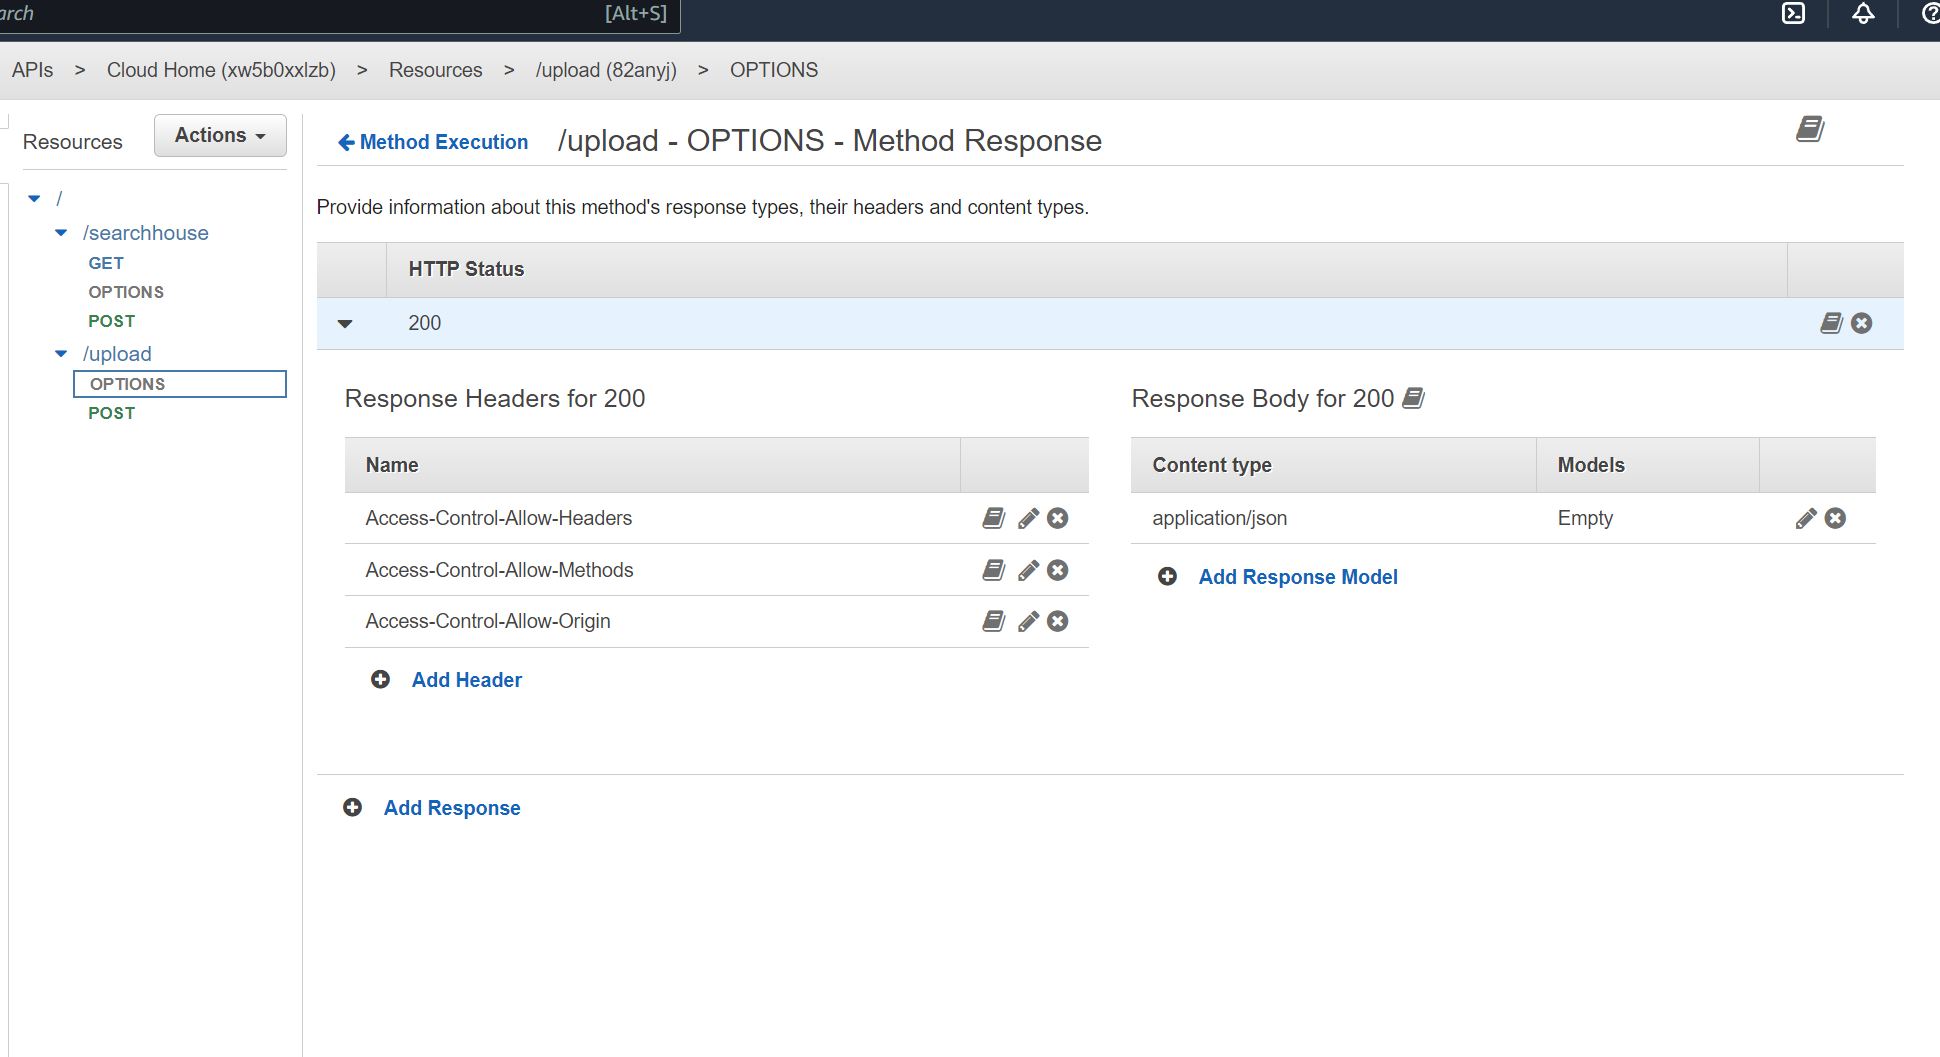 arch [Alt+S]
APIs > Cloud Home (xw5b0xxlzb) > Resources > /upload (82anyj) > OPTIONS
Resources Actions
/
/searchhouse
GET
OPTIONS
POST
/upload
OPTIONS
POST
Method Execution /upload - OPTIONS - Method Response
Provide information about this method's response types, their headers and content types.
HTTP Status
200
Response Headers for 200
Name
Access-Control-Allow-Headers
Access-Control-Allow-Methods
Access-Control-Allow-Origin
Add Header
Response Body for 200
Content type Models
application/json Empty
Add Response Model
Add Response